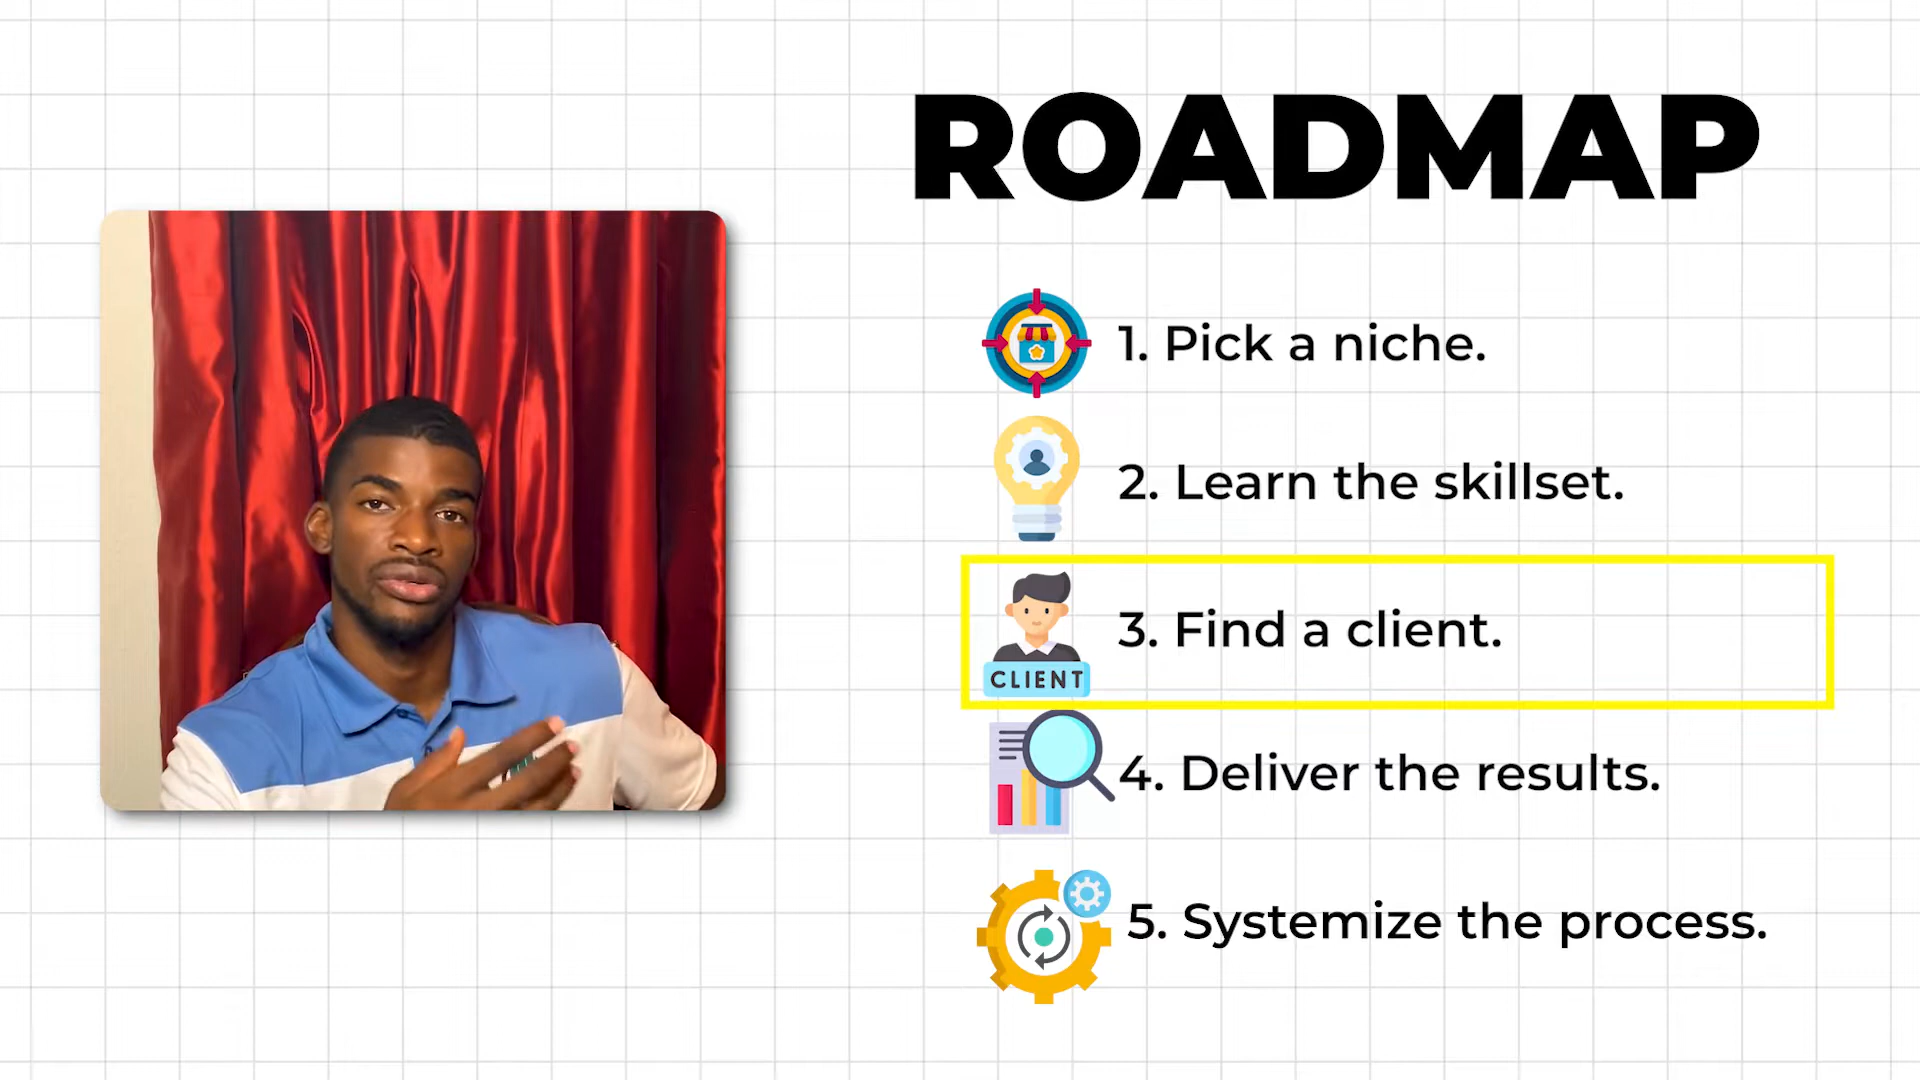 ROADMAP
1. Pick a niche.
2. Learn the skillset.
3. Find a client.
CLIENT
4. Deliver the results.
5. Systemize the process.